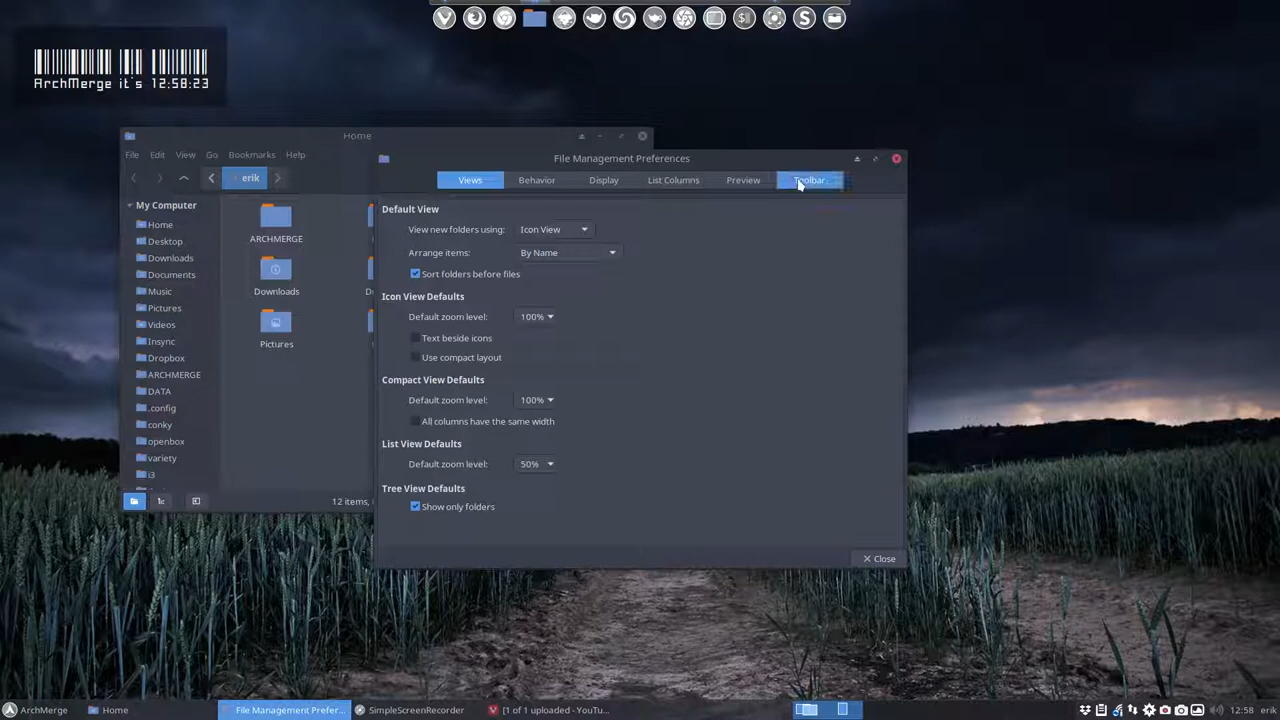 ArchMerge it's 12:58:23
Home
File Edit View Go Bookmarks Help
erik
My Computer
Home
Desktop
Downloads
Documents
Music
Pictures
Videos
Insync
Dropbox
ARCHMERGE
DATA
.config
conky
openbox
variety
i3
ARCHMERGE
Downloads
Pictures
12 items,
File Management Preferences
Views Behavior Display List Columns Preview Toolbar
Default View
View new folders using: Icon View
Arrange items: By Name
Sort folders before files
Icon View Defaults
Default zoom level: 100%
Text beside icons
Use compact layout
Compact View Defaults
Default zoom level: 100%
All columns have the same width
List View Defaults
Default zoom level: 50%
Tree View Defaults
Show only folders
Close
ArchMerge Home File Management Prefer... SimpleScreenRecorder [1 of 1 uploaded - YouTu... 12:58 erik